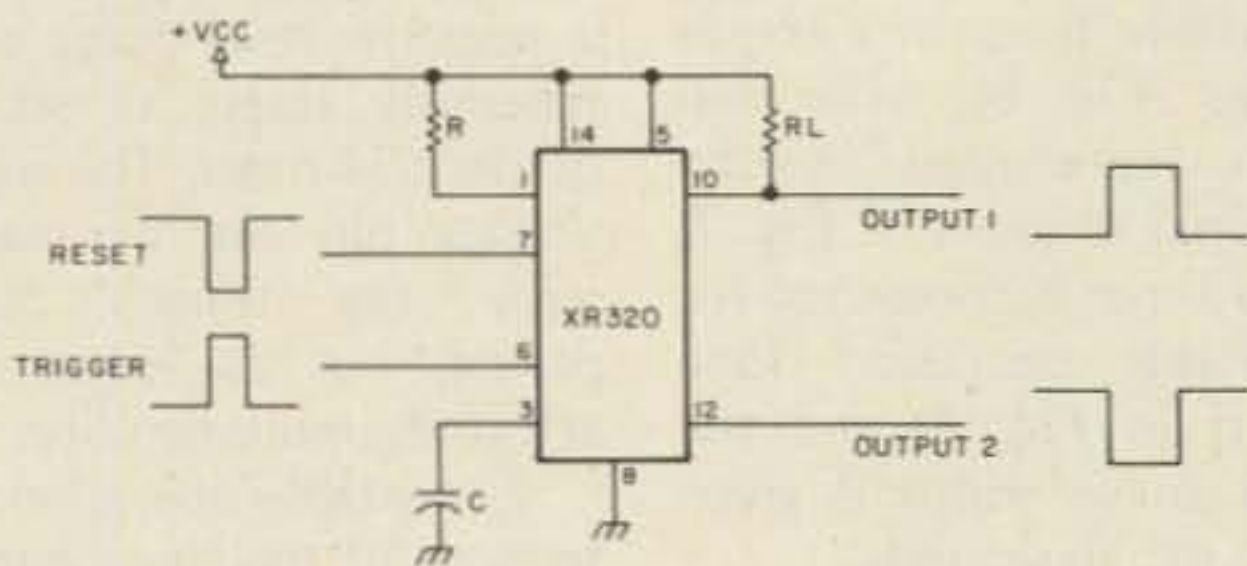 +VCC
R
RL
14
5
1
10
OUTPUT 1
RESET
7
XR320
TRIGGER
6
3
12
OUTPUT 2
C
8